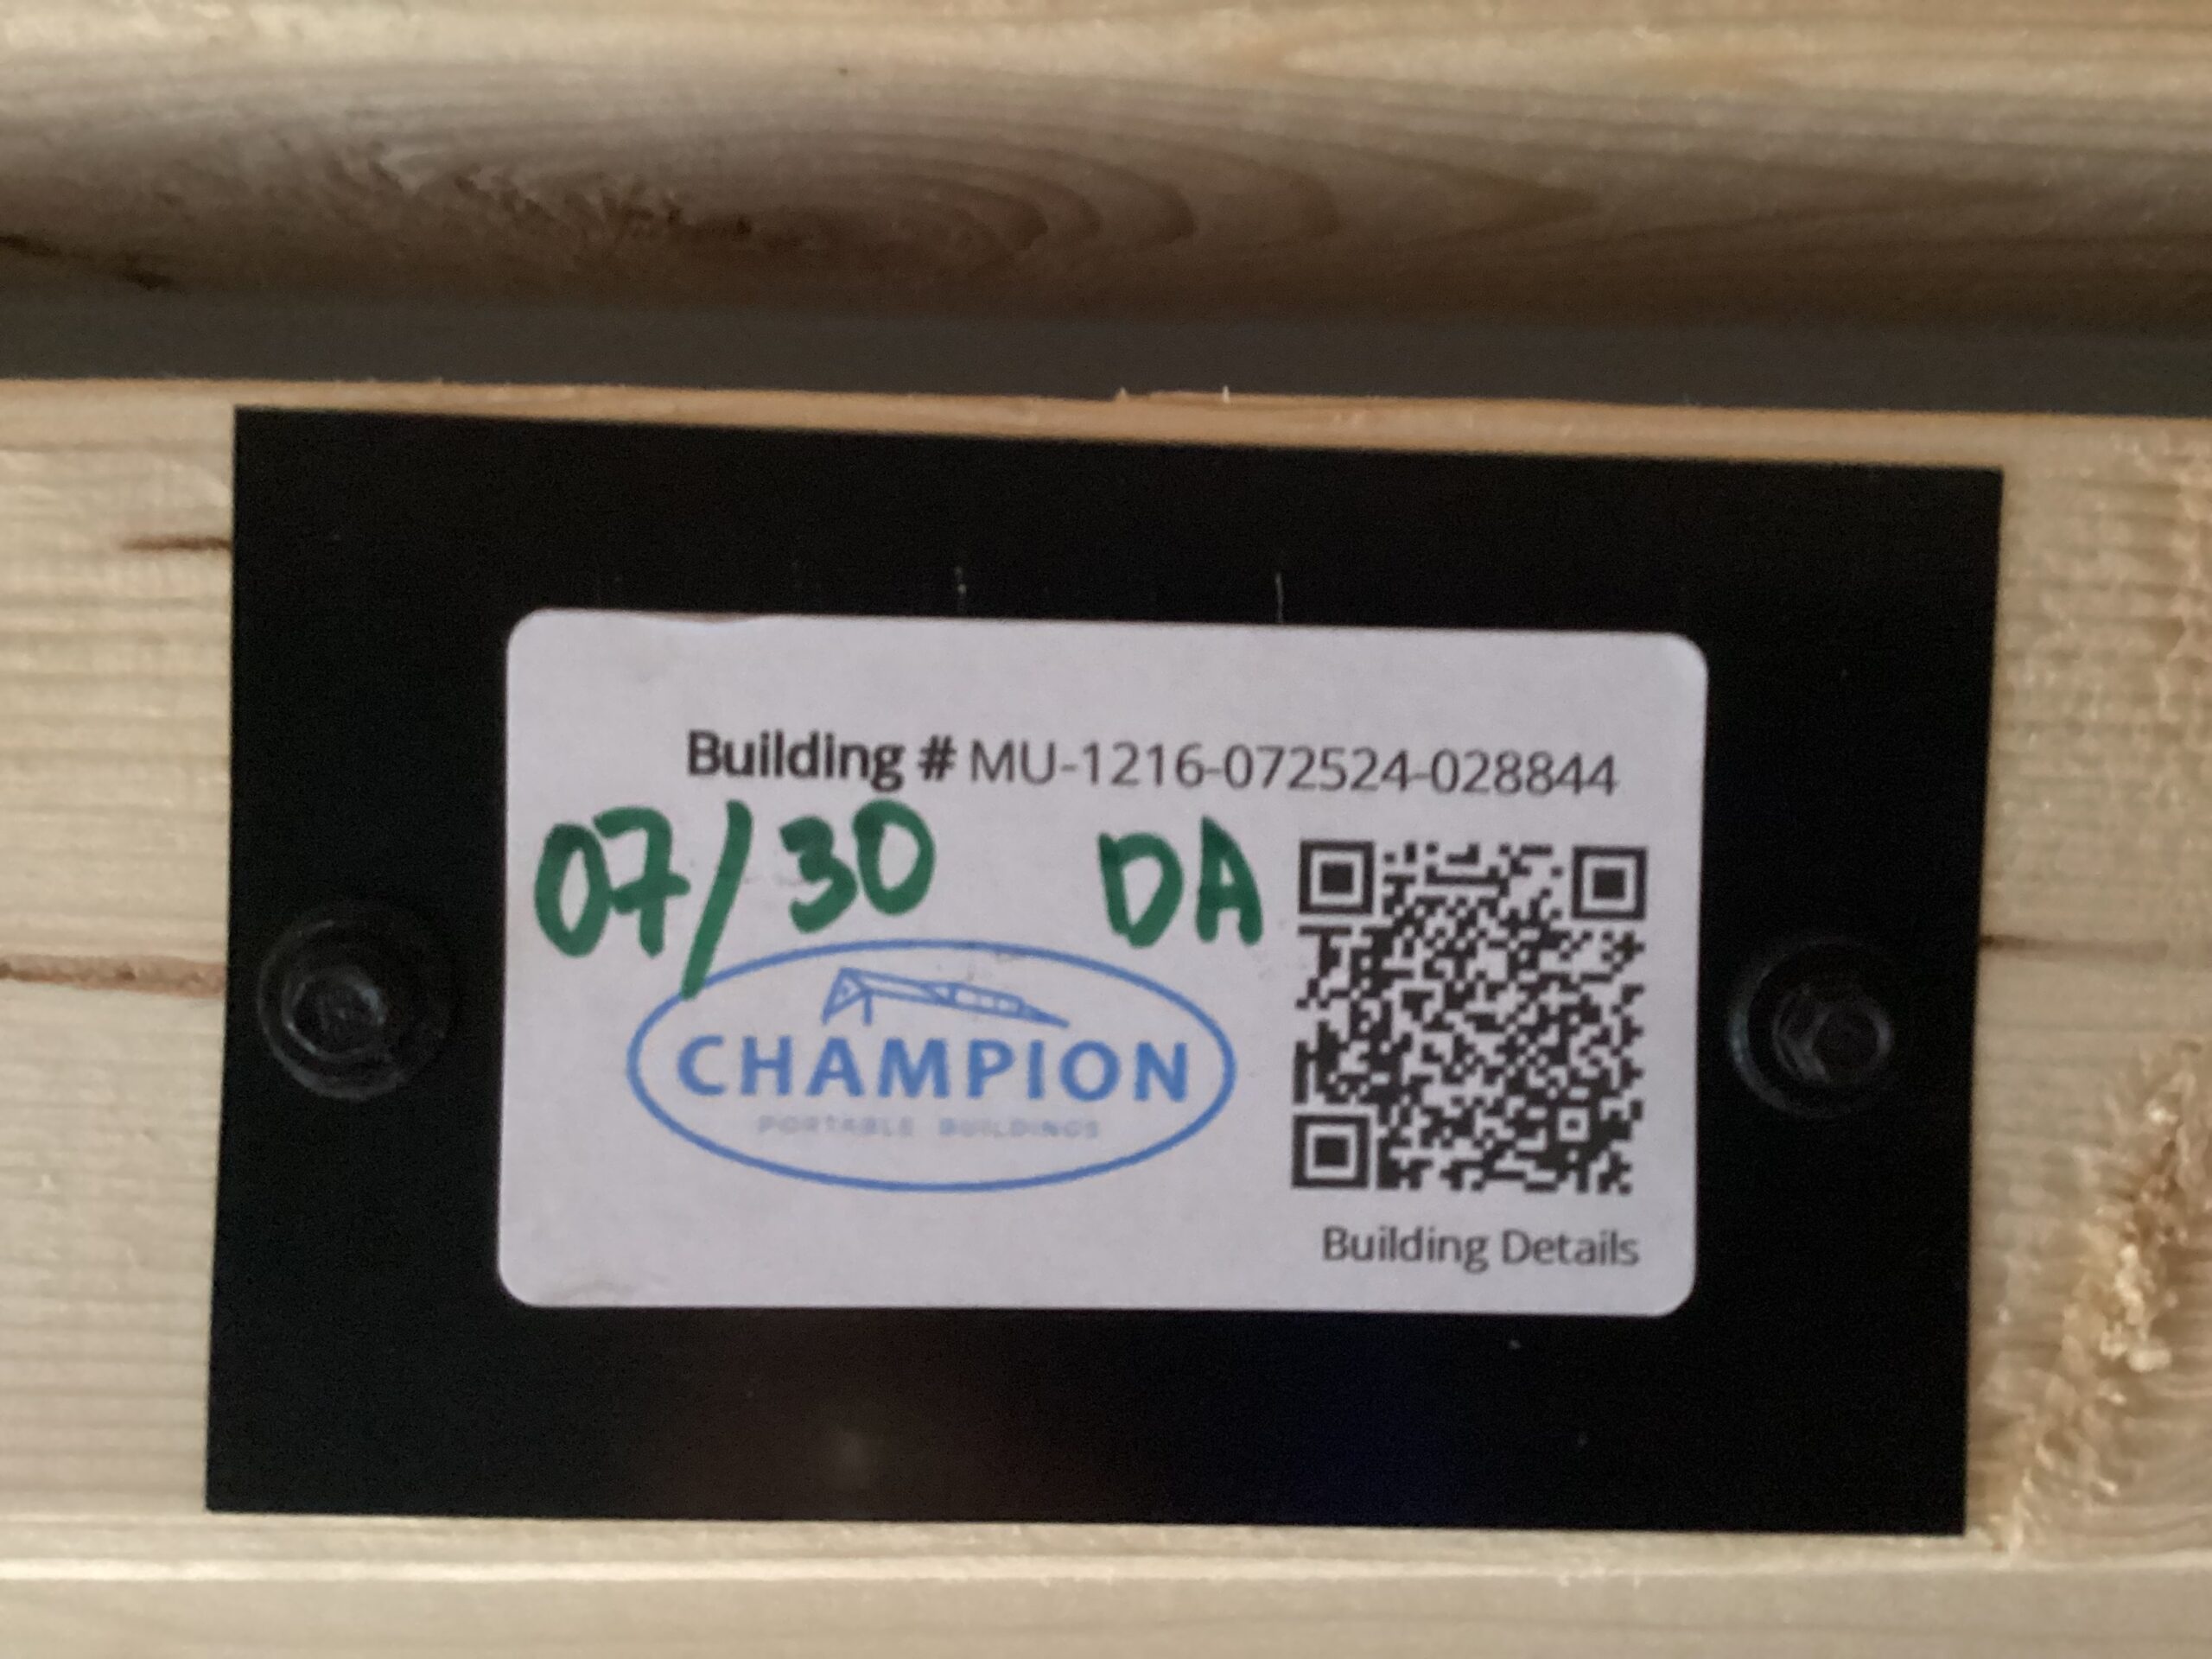 Building # MU-1216-072524-028844
07/30 DA
CHAMPION
PORTABLE BUILDINGS
Building Details